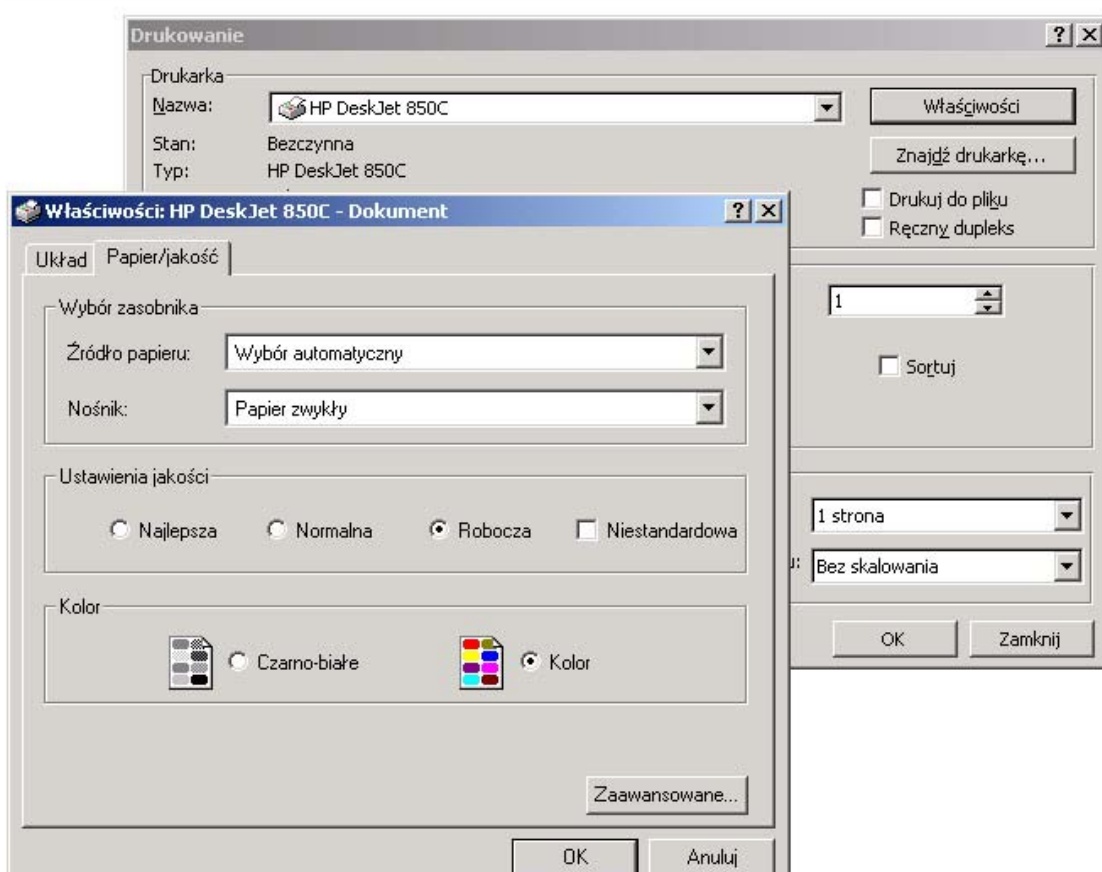 Drukowanie
Drukarka
Nazwa: HP DeskJet 850C Właściwości
Stan: Bezczynna
Typ: HP DeskJet 850C
Znajdź drukarkę...
Drukuj do pliku
Ręczny dupleks
1
Sortuj
1 strona
Bez skalowania
OK Zamknij
Właściwości: HP DeskJet 850C - Dokument
Układ Papier/jakość
Wybór zasobnika
Źródło papieru: Wybór automatyczny
Nośnik: Papier zwykły
Ustawienia jakości
Najlepsza Normalna Robocza Niestandardowa
Kolor
Czarno-białe Kolor
Zaawansowane...
OK Anuluj